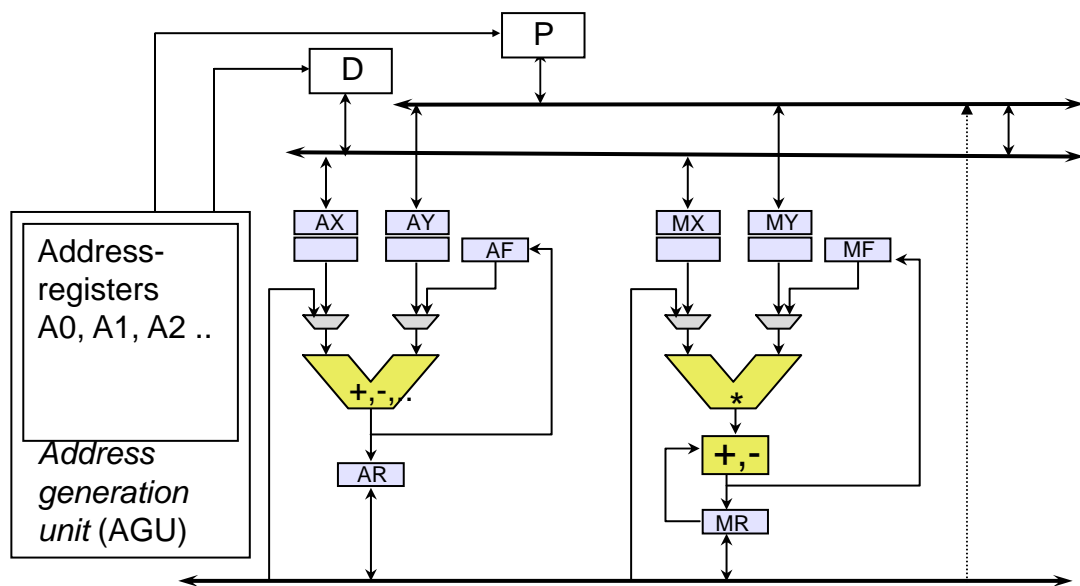 P
D
AX
AY
AF
MX
MY
MF
Address-
registers
A0, A1, A2 ..
+,-,..
*
+,-
Address
generation
unit (AGU)
AR
MR